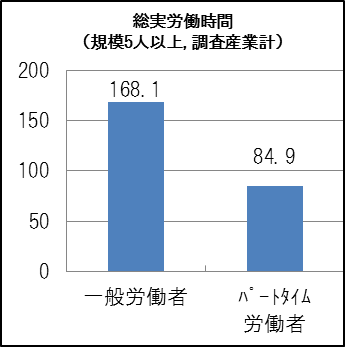 総実労働時間
（規模5人以上, 調査産業計）
200
150
100
50
0
168.1
84.9
一般労働者
ﾊﾟｰﾄﾀｲﾑ
労働者